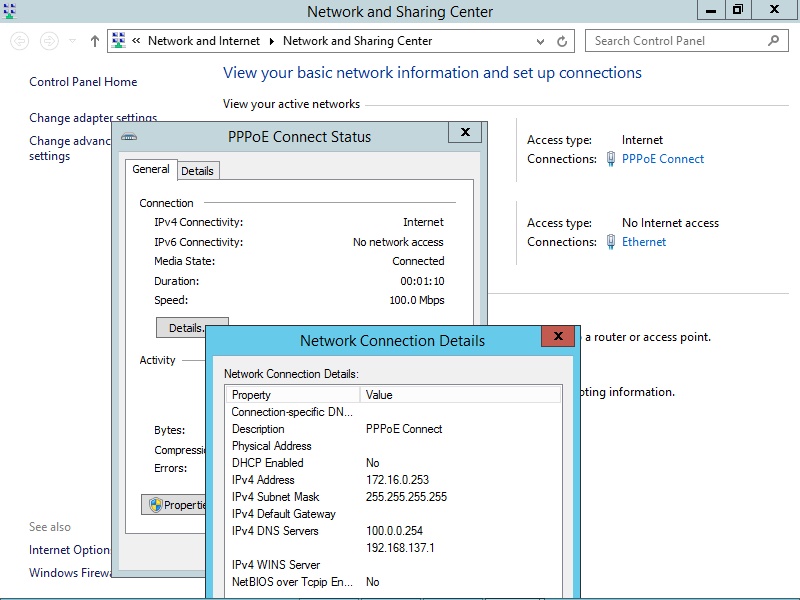 Network and Sharing Center
« Network and Internet ▸ Network and Sharing Center
Search Control Panel
Control Panel Home
Change adapter settings
Change advanc
settings
See also
Internet Option
Windows Firewa
View your basic network information and set up connections
View your active networks
Access type: Internet
Connections: PPPoE Connect
Access type: No Internet access
Connections: Ethernet
a router or access point.
oting information.
PPPoE Connect Status
General Details
Connection
IPv4 Connectivity: Internet
IPv6 Connectivity: No network access
Media State: Connected
Duration: 00:01:10
Speed: 100.0 Mbps
Details.
Activity
Bytes:
Compressi
Errors:
Propertie
Network Connection Details
Network Connection Details:
Property Value
Connection-specific DN...
Description PPPoE Connect
Physical Address
DHCP Enabled No
IPv4 Address 172.16.0.253
IPv4 Subnet Mask 255.255.255.255
IPv4 Default Gateway
IPv4 DNS Servers 100.0.0.254
192.168.137.1
IPv4 WINS Server
NetBIOS over Tcpip En... No